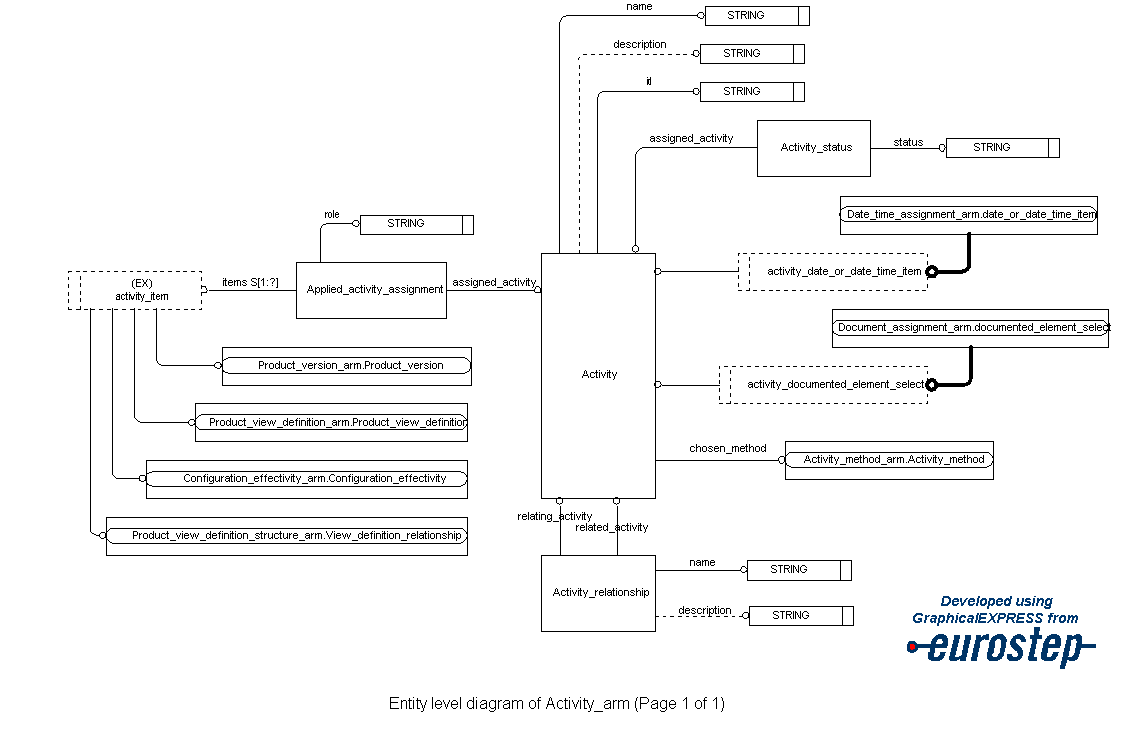 name
STRING
description
STRING
id
STRING
assigned_activity
Activity_status
status
STRING
Date_time_assignment_arm.date_or_date_time_item
role
STRING
activity_date_or_date_time_item
(EX)
activity_item
items S[1:?]
Applied_activity_assignment
assigned_activity
Document_assignment_arm.documented_element_select
Product_version_arm.Product_version
Activity
activity_documented_element_select
Product_view_definition_arm.Product_view_definition
chosen_method
Activity_method_arm.Activity_method
Configuration_effectivity_arm.Configuration_effectivity
relating_activity
related_activity
Product_view_definition_structure_arm.View_definition_relationship
name
STRING
Activity_relationship
description
STRING
Developed using
GraphicalEXPRESS from
eurostep
Entity level diagram of Activity_arm (Page 1 of 1)